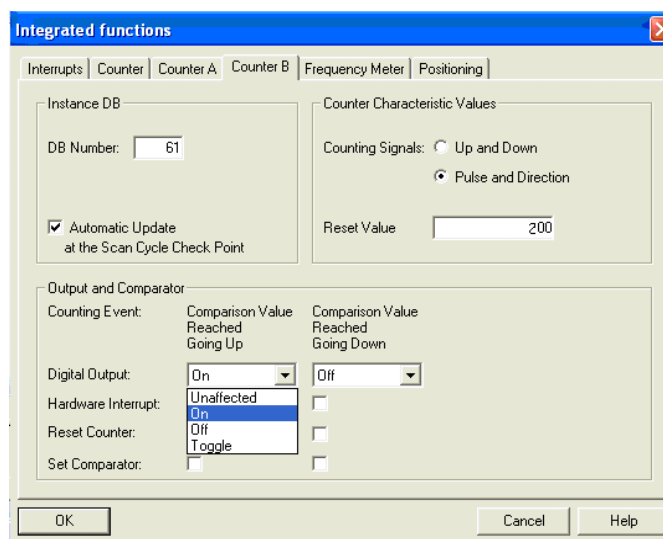 Integrated functions
Interrupts Counter Counter A Counter B Frequency Meter Positioning
Instance DB
DB Number: 61
Automatic Update
at the Scan Cycle Check Point
Counter Characteristic Values
Counting Signals: Up and Down
Pulse and Direction
Reset Value 200
Output and Comparator
Counting Event: Comparison Value Comparison Value
Reached Reached
Going Up Going Down
Digital Output: On Off
Unaffected
Hardware Interrupt: On
Off
Reset Counter: Toggle
Set Comparator:
OK Cancel Help